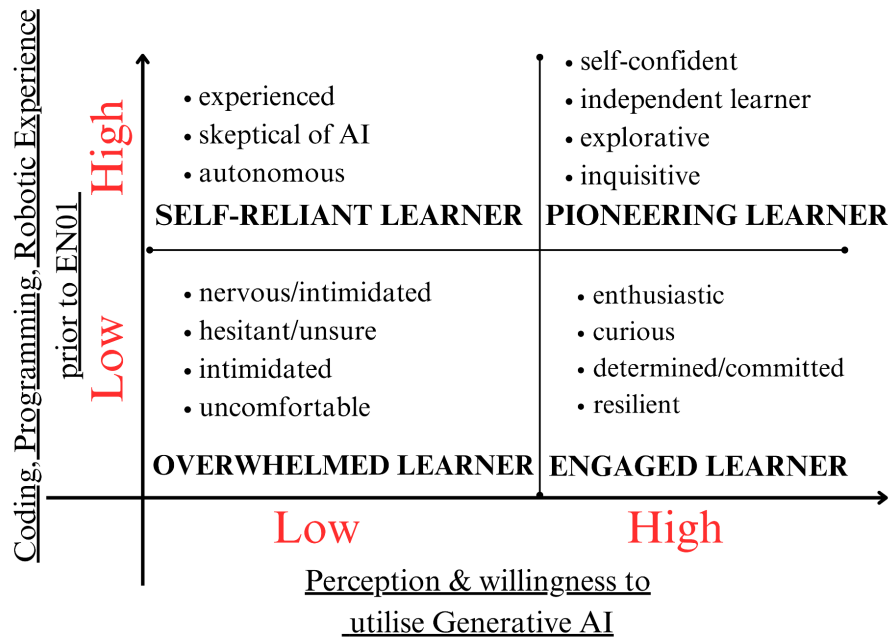 Coding, Programming, Robotic Experience
prior to EN01
High
Low
• experienced
• skeptical of AI
• autonomous
SELF-RELIANT LEARNER
• self-confident
• independent learner
• explorative
• inquisitive
PIONEERING LEARNER
• nervous/intimidated
• hesitant/unsure
• intimidated
• uncomfortable
OVERWHELMED LEARNER
• enthusiastic
• curious
• determined/committed
• resilient
ENGAGED LEARNER
Low
High
Perception & willingness to
utilise Generative AI